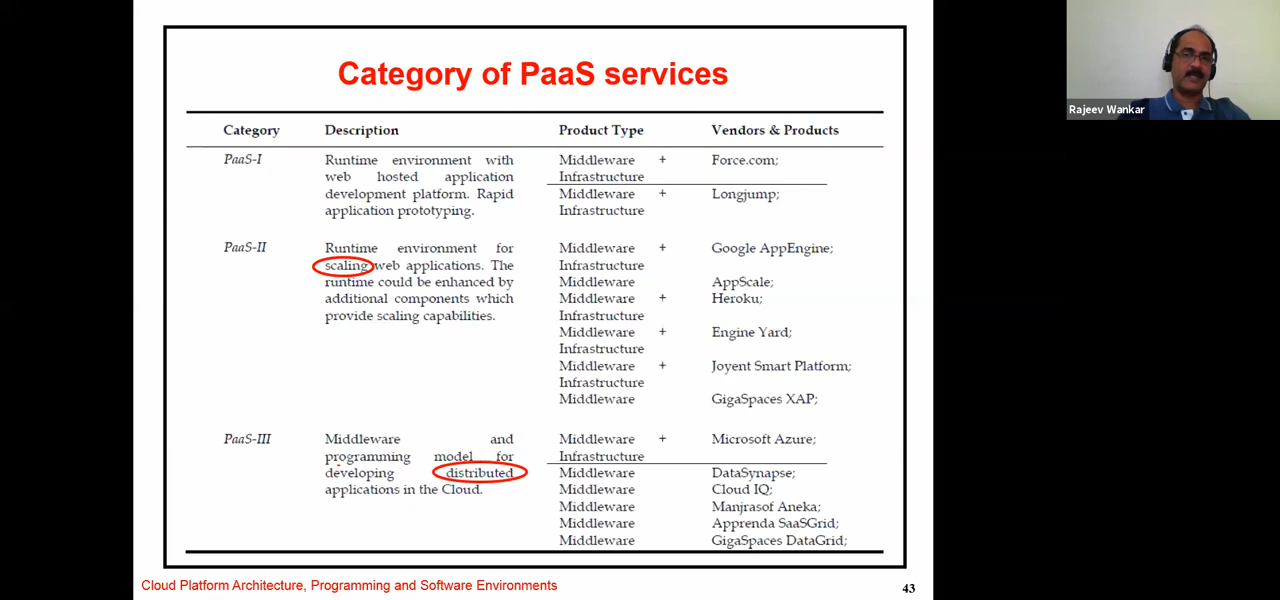 Category of PaaS services
Rajeev Wankar
Category Description Product Type Vendors & Products
PaaS-I Runtime environment with Middleware + Force.com;
web hosted application Infrastructure
development platform. Rapid Middleware + Longjump;
application prototyping. Infrastructure
PaaS-II Runtime environment for Middleware + Google AppEngine;
scaling web applications. The Infrastructure
runtime could be enhanced by Middleware AppScale;
additional components which Middleware + Heroku;
provide scaling capabilities. Infrastructure
Middleware + Engine Yard;
Infrastructure
Middleware + Joyent Smart Platform;
Infrastructure
Middleware GigaSpaces XAP;
PaaS-III Middleware and Middleware + Microsoft Azure;
programming model for Infrastructure
developing distributed Middleware DataSynapse;
applications in the Cloud. Middleware Cloud IQ;
Middleware Manjrasof Aneka;
Middleware Apprenda SaaSGrid;
Middleware GigaSpaces DataGrid;
Cloud Platform Architecture, Programming and Software Environments
43